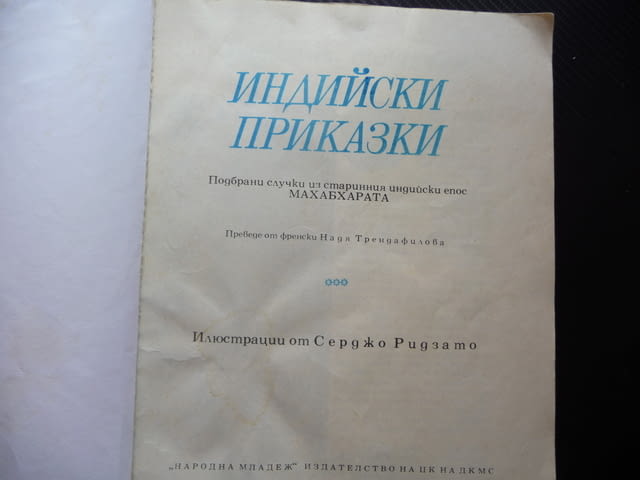 ИНДИЙСКИ
ПРИКАЗКИ
Подбрани случки из старинния индийски епос
МАХАБХАРАТА
Преведе от френски Надя Трендафилова
Илюстрации от Серджо Ридзато
„НАРОДНА МЛАДЕЖ" ИЗДАТЕЛСТВО НА ЦК НА ДКМС